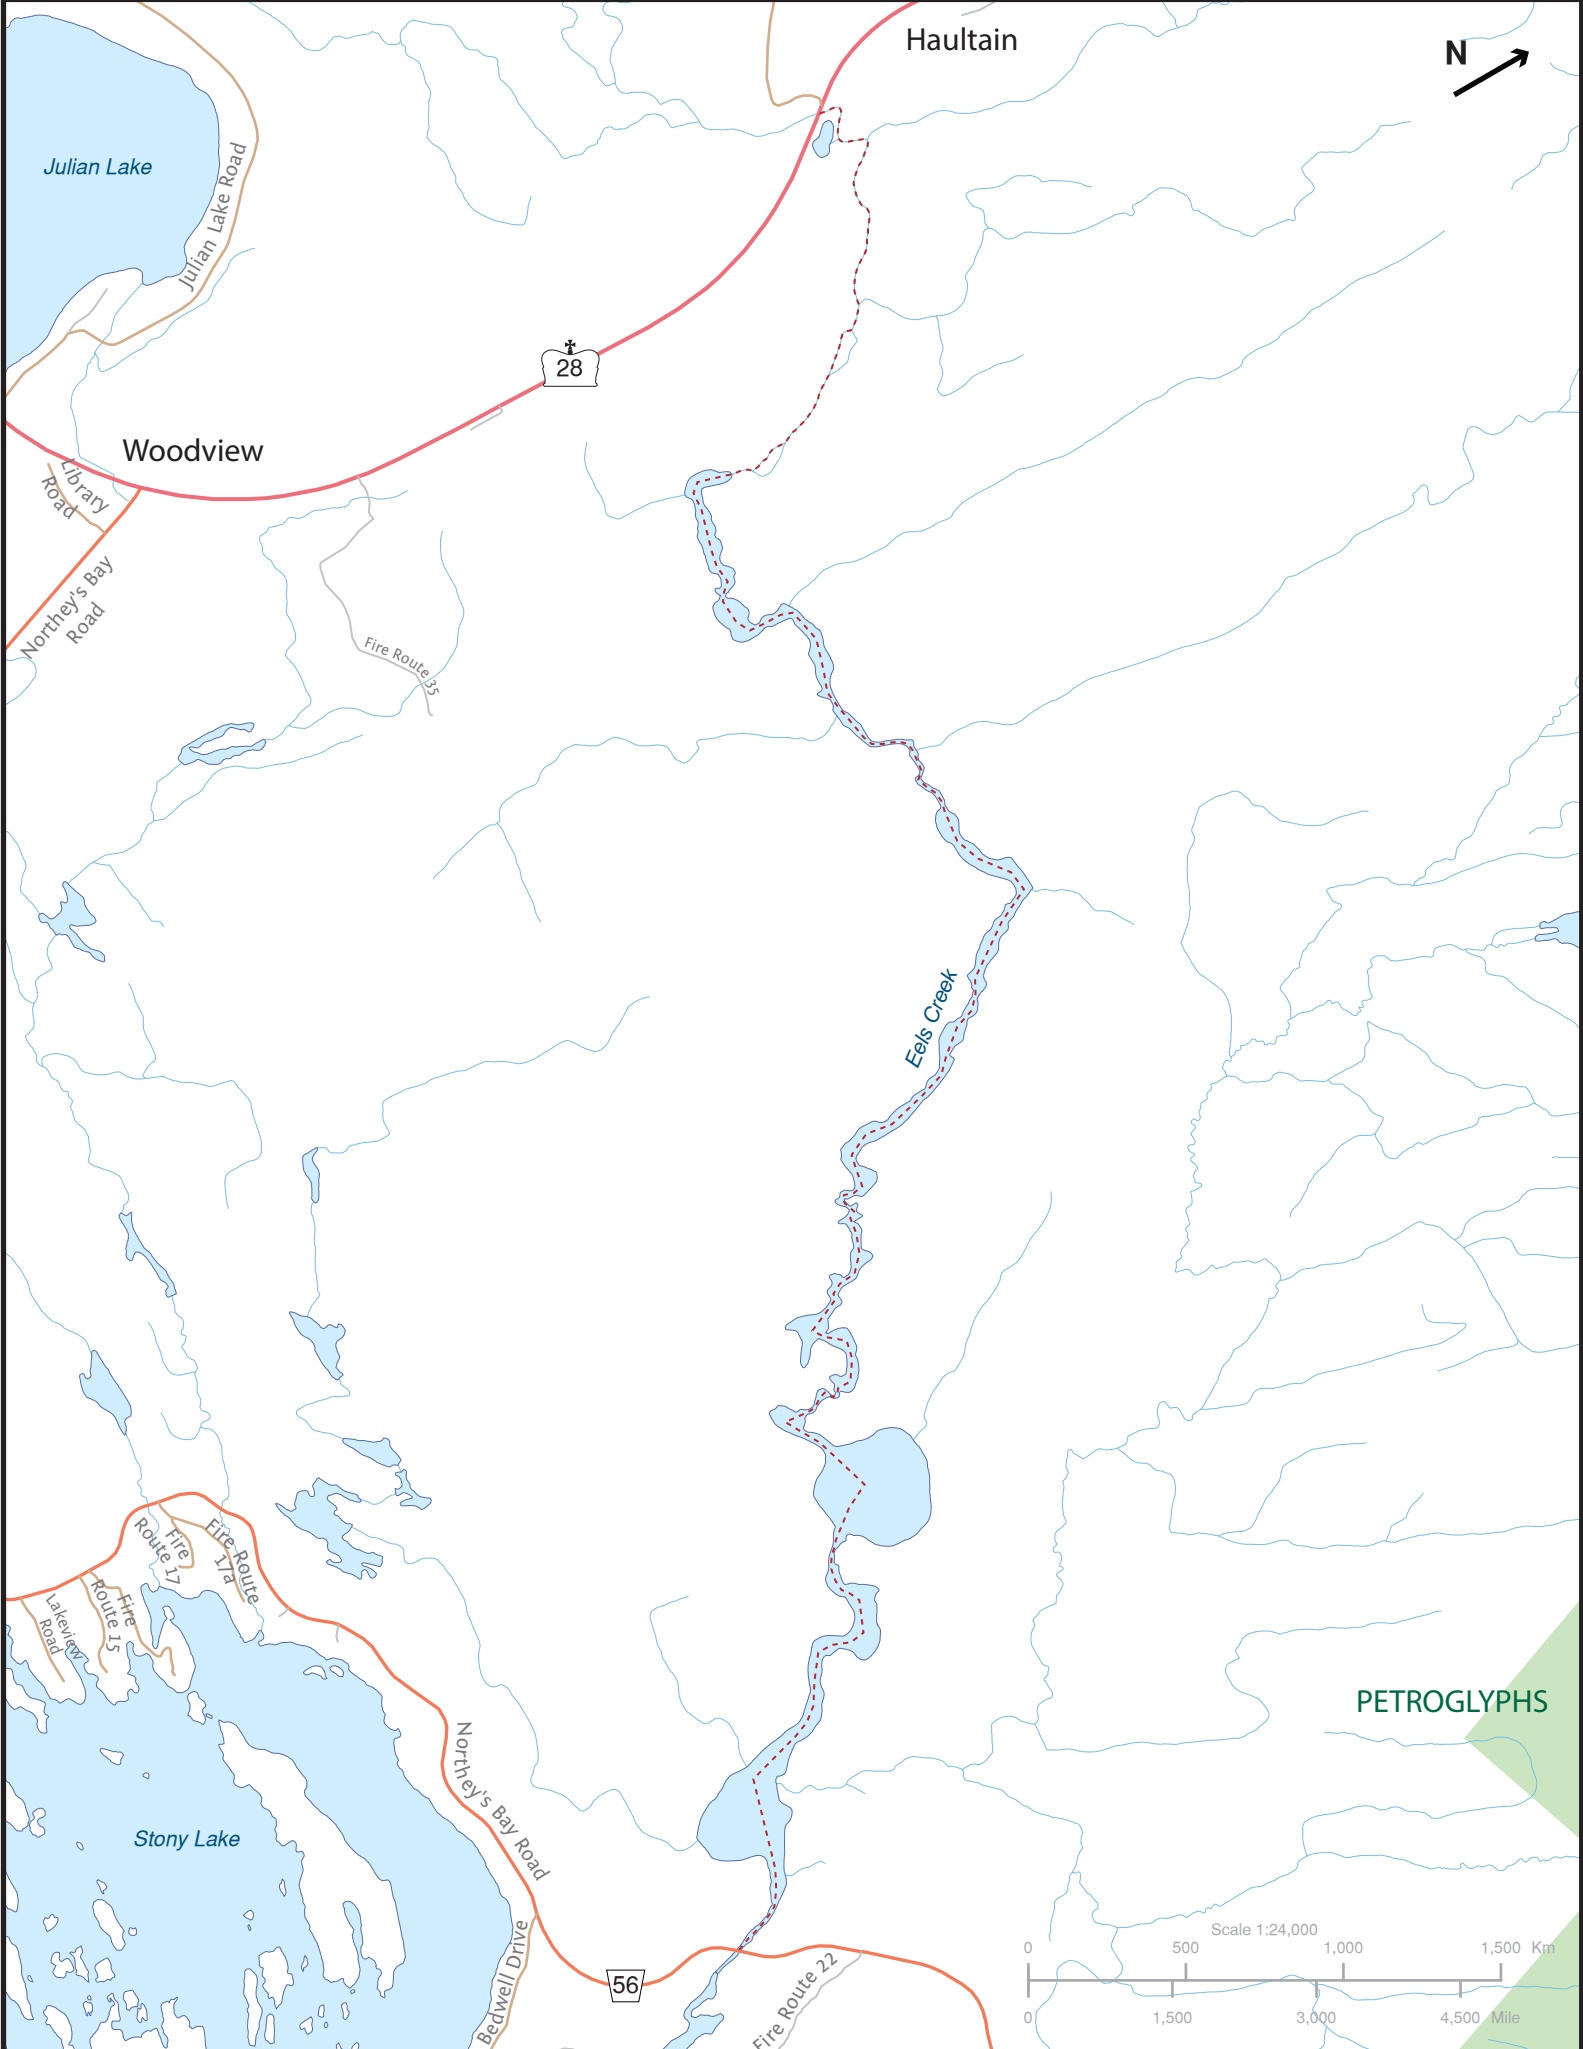 Haultain
N
Julian Lake
Julian Lake Road
28
Woodview
Library
Road
Northey's Bay
Road
Fire Route 35
Eels Creek
Fire
Route 17
Fire Route
17a
Fire
Route 15
Lakeview
Road
PETROGLYPHS
Northey's Bay Road
Stony Lake
Scale 1:24,000
0 500 1,000 1,500 Km
0 1,500 3,000 4,500 Mile
56
Bedwell Drive
Fire Route 22